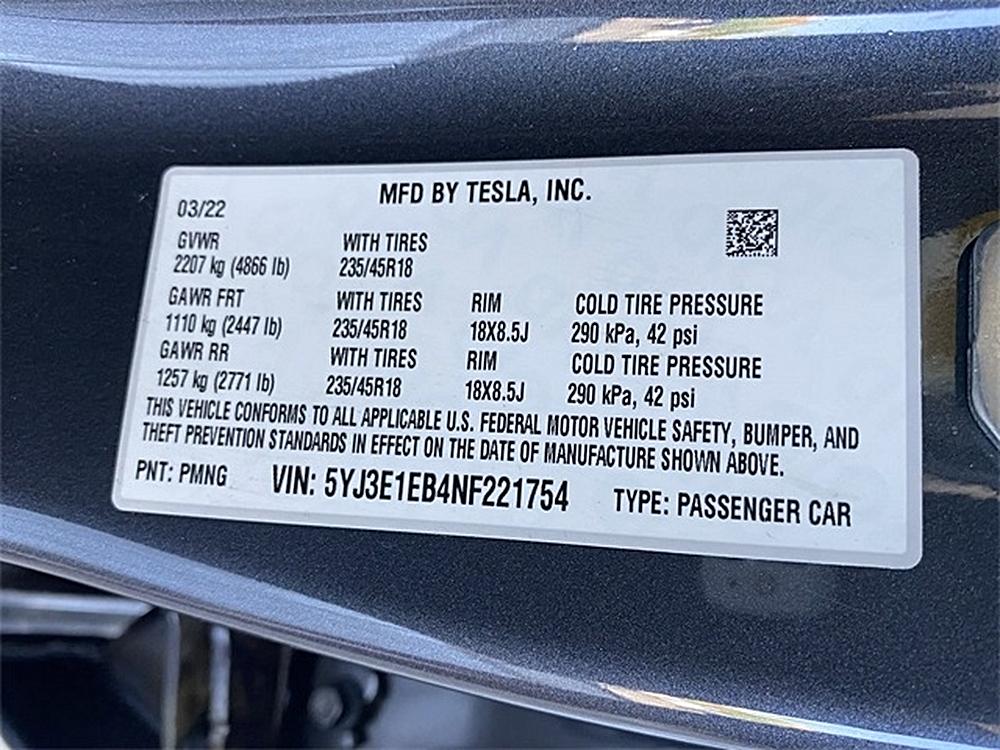 MFD BY TESLA, INC.
03/22
GVWR WITH TIRES
2207 kg (4866 lb) 235/45R18
GAWR FRT WITH TIRES RIM COLD TIRE PRESSURE
1110 kg (2447 lb) 235/45R18 18X8.5J 290 kPa, 42 psi
GAWR RR WITH TIRES RIM COLD TIRE PRESSURE
1257 kg (2771 lb) 235/45R18 18X8.5J 290 kPa, 42 psi
THIS VEHICLE CONFORMS TO ALL APPLICABLE U.S. FEDERAL MOTOR VEHICLE SAFETY, BUMPER, AND
THEFT PREVENTION STANDARDS IN EFFECT ON THE DATE OF MANUFACTURE SHOWN ABOVE.
PNT: PMNG VIN: 5YJ3E1EB4NF221754 TYPE: PASSENGER CAR